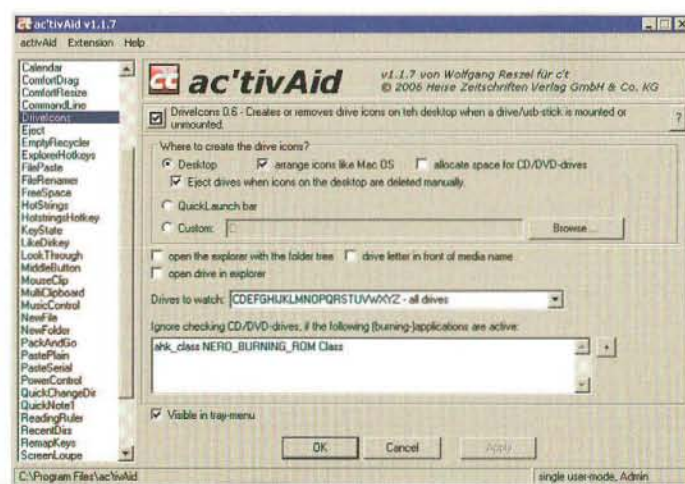 ac'tivAid v1.1.7
activAid Extension Help
Calendar
ComfortDrag
ComfortResize
CommandLine
DriveIcons
Eject
EmptyRecycler
ExplorerHotkeys
FilePaste
FileRenamer
FreeSpace
HotStrings
HotstringsHotkey
KeyState
LikeDirkey
LookThrough
MiddleButton
MouseClip
MultiClipboard
MusicControl
NewFile
NewFolder
PackAndGo
PastePlain
PasteSerial
PowerControl
QuickChangeDir
QuickNote1
ReadingRuler
RecentDirs
RemapKeys
ScreenLoupe
ct ac'tivAid
v1.1.7 von Wolfgang Reszel für c't
© 2006 Heise Zeitschriften Verlag GmbH & Co. KG
DriveIcons 0.6 - Creates or removes drive icons on teh desktop when a drive/usb-stick is mounted or
unmounted.
?
Where to create the drive icons?
Desktop arrange icons like Mac OS allocate space for CD/DVD-drives
Eject drives when icons on the desktop are deleted manually.
QuickLaunch bar
Custom: Browse...
open the explorer with the folder tree drive letter in front of media name
open drive in explorer
Drives to watch: CDEFGHIJKLMNOPQRSTUVWXYZ - all drives
Ignore checking CD/DVD-drives, if the following (burning-)applications are active:
ahk_class NERO_BURNING_ROM Class
+
Visible in tray-menu
OK Cancel Apply
C:\Program Files\ac'tivAid single user-mode, Admin